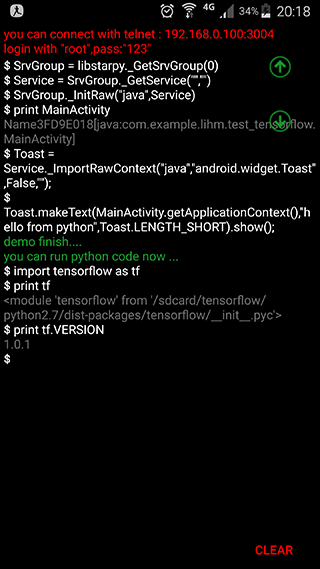 4G 34% 20:18
you can connect with telnet : 192.168.0.100:3004
login with "root",pass:"123"
$ SrvGroup = libstarpy._GetSrvGroup(0)
$ Service = SrvGroup._GetService("","")
$ SrvGroup._InitRaw("java",Service)
$ print MainActivity
Name3FD9E018[java:com.example.lihm.test_tensorflow.
MainActivity]
$ Toast =
Service._ImportRawContext("java","android.widget.Toast"
,False,"");
$
Toast.makeText(MainActivity.getApplicationContext(),"h
ello from python",Toast.LENGTH_SHORT).show();
demo finish....
you can run python code now ...
$ import tensorflow as tf
$ print tf
<module 'tensorflow' from '/sdcard/tensorflow/
python2.7/dist-packages/tensorflow/__init__.pyc'>
$ print tf.VERSION
1.0.1
$
CLEAR